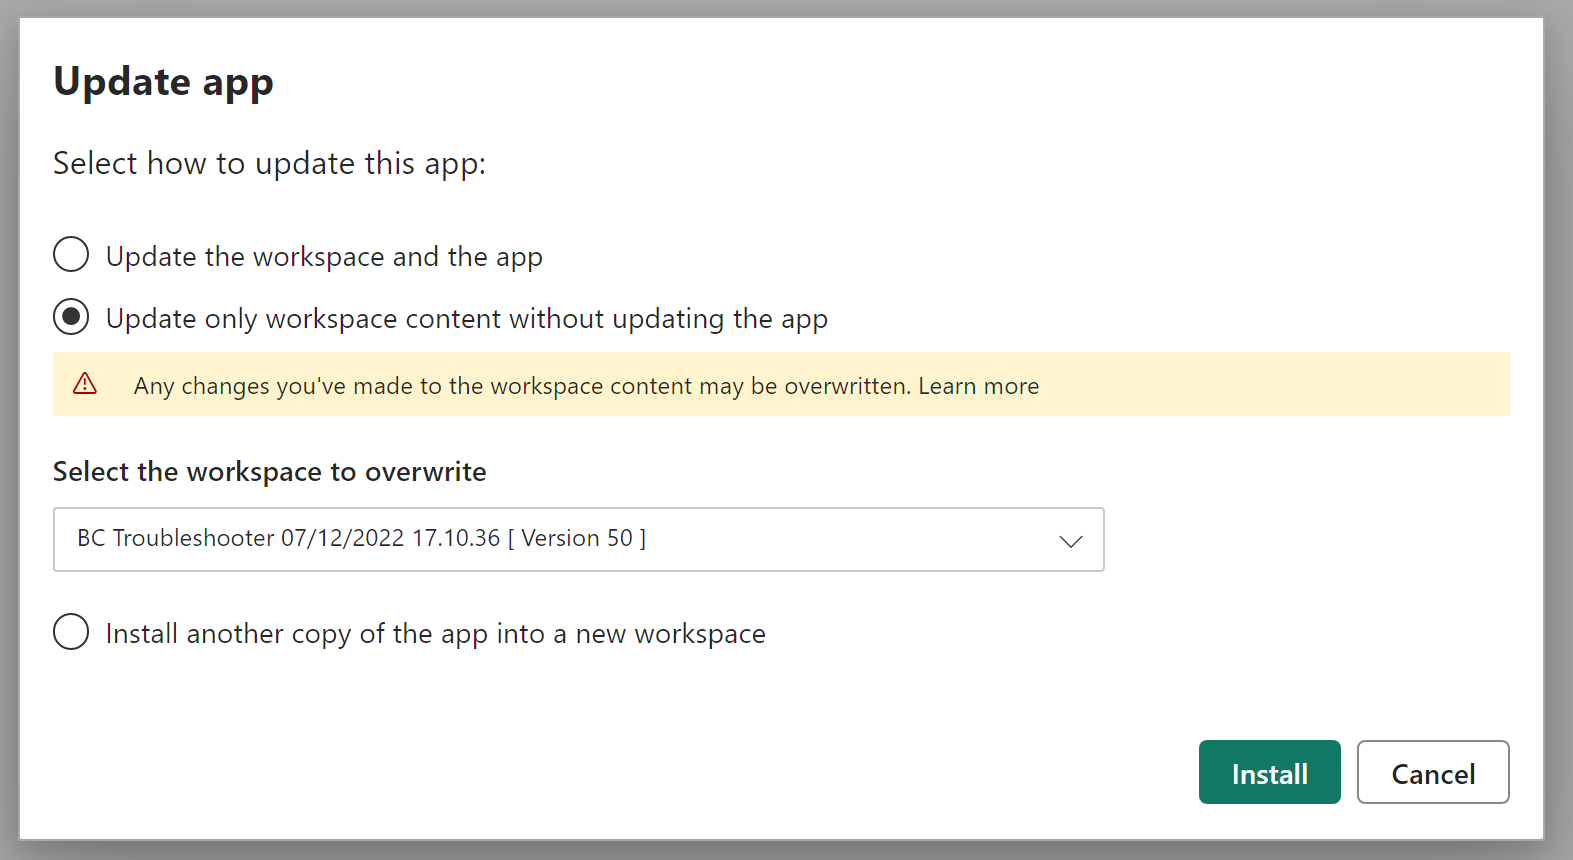 Update app
Select how to update this app:
Update the workspace and the app
Update only workspace content without updating the app
Any changes you've made to the workspace content may be overwritten. Learn more
Select the workspace to overwrite
BC Troubleshooter 07/12/2022 17.10.36 [ Version 50 ]
Install another copy of the app into a new workspace
Install
Cancel